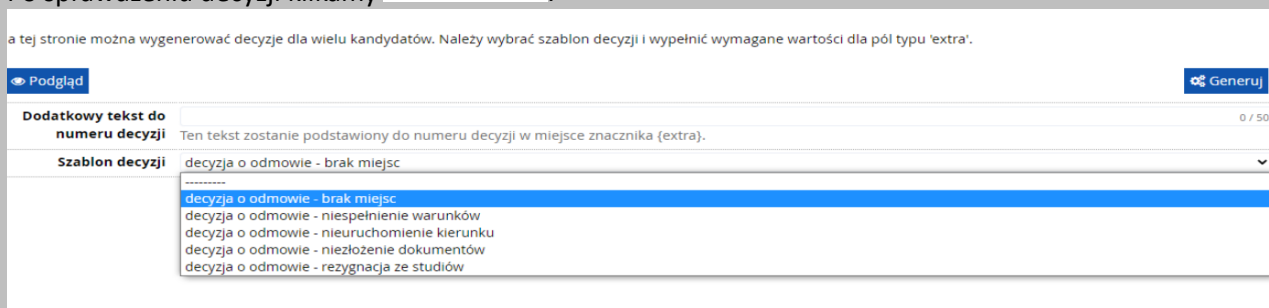 a tej stronie można wygenerować decyzje dla wielu kandydatów. Należy wybrać szablon decyzji i wypełnić wymagane wartości dla pól typu 'extra'.
Podgląd
Generuj
Dodatkowy tekst do
numeru decyzji
0 / 50
Ten tekst zostanie podstawiony do numeru decyzji w miejsce znacznika {extra}.
Szablon decyzji
decyzja o odmowie - brak miejsc
---------
decyzja o odmowie - brak miejsc
decyzja o odmowie - niespełnienie warunków
decyzja o odmowie - nieuruchomienie kierunku
decyzja o odmowie - niezłożenie dokumentów
decyzja o odmowie - rezygnacja ze studiów